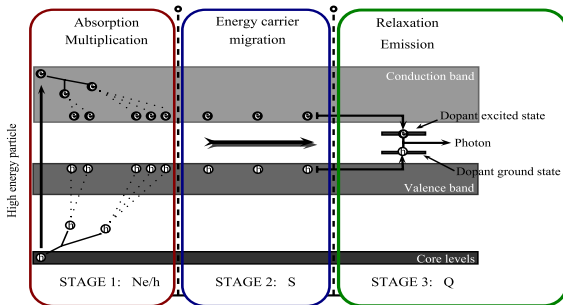 Absorption
Multiplication
Energy carrier
migration
Relaxation
Emission
High energy particle
Conduction band
Dopant excited state
Photon
Dopant ground state
Valence band
Core levels
e
e
e
e
e
e
e
e
e
e
e
e
h
h
h
h
h
h
h
h
h
h
h
h
STAGE 1: Ne/h
STAGE 2: S
STAGE 3: Q